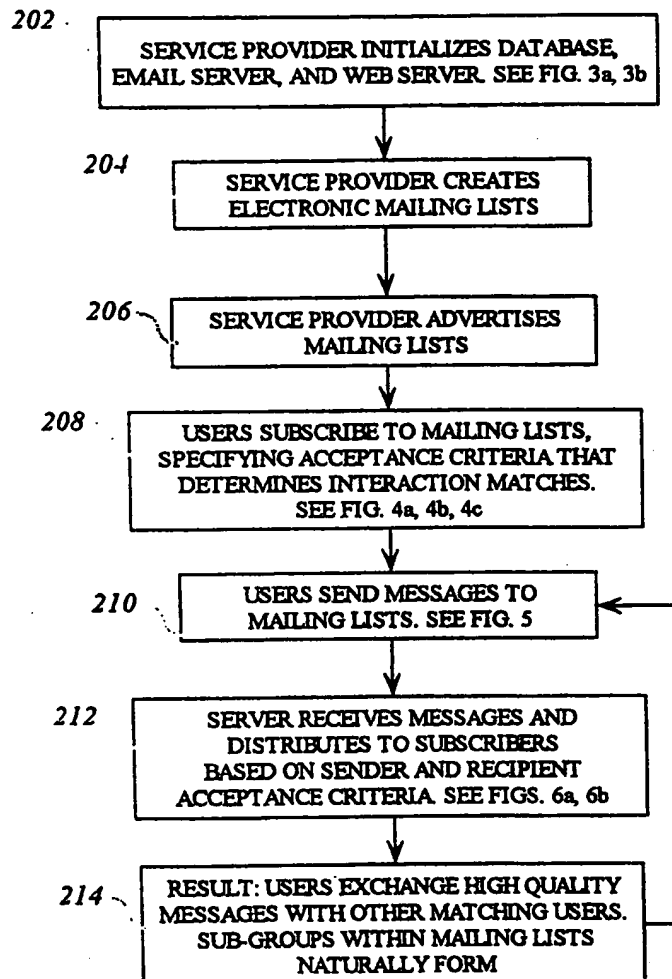 202
SERVICE PROVIDER INITIALIZES DATABASE,
EMAIL SERVER, AND WEB SERVER. SEE FIG. 3a, 3b
204
SERVICE PROVIDER CREATES
ELECTRONIC MAILING LISTS
206
SERVICE PROVIDER ADVERTISES
MAILING LISTS
208
USERS SUBSCRIBE TO MAILING LISTS,
SPECIFYING ACCEPTANCE CRITERIA THAT
DETERMINES INTERACTION MATCHES.
SEE FIG. 4a, 4b, 4c
210
USERS SEND MESSAGES TO
MAILING LISTS. SEE FIG. 5
212
SERVER RECEIVES MESSAGES AND
DISTRIBUTES TO SUBSCRIBERS
BASED ON SENDER AND RECIPIENT
ACCEPTANCE CRITERIA. SEE FIGS. 6a, 6b
214
RESULT: USERS EXCHANGE HIGH QUALITY
MESSAGES WITH OTHER MATCHING USERS.
SUB-GROUPS WITHIN MAILING LISTS
NATURALLY FORM